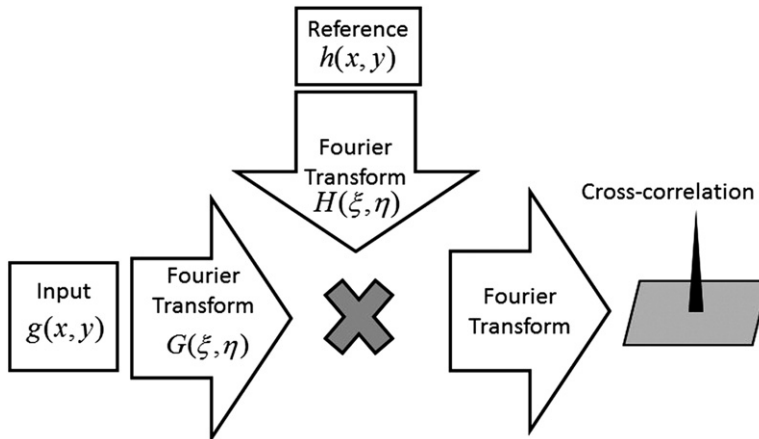 Reference
h(x, y)
Fourier
Transform
H(ξ,η)
Cross-correlation
Input
g(x, y)
Fourier
Transform
G(ξ,η)
Fourier
Transform